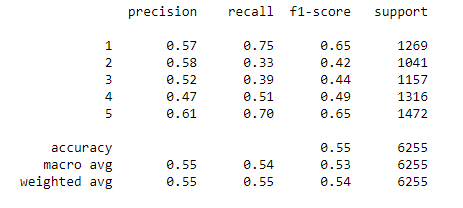 precision recall f1-score support
1 0.57 0.75 0.65 1269
2 0.58 0.33 0.42 1041
3 0.52 0.39 0.44 1157
4 0.47 0.51 0.49 1316
5 0.61 0.70 0.65 1472
accuracy 0.55 6255
macro avg 0.55 0.54 0.53 6255
weighted avg 0.55 0.55 0.54 6255